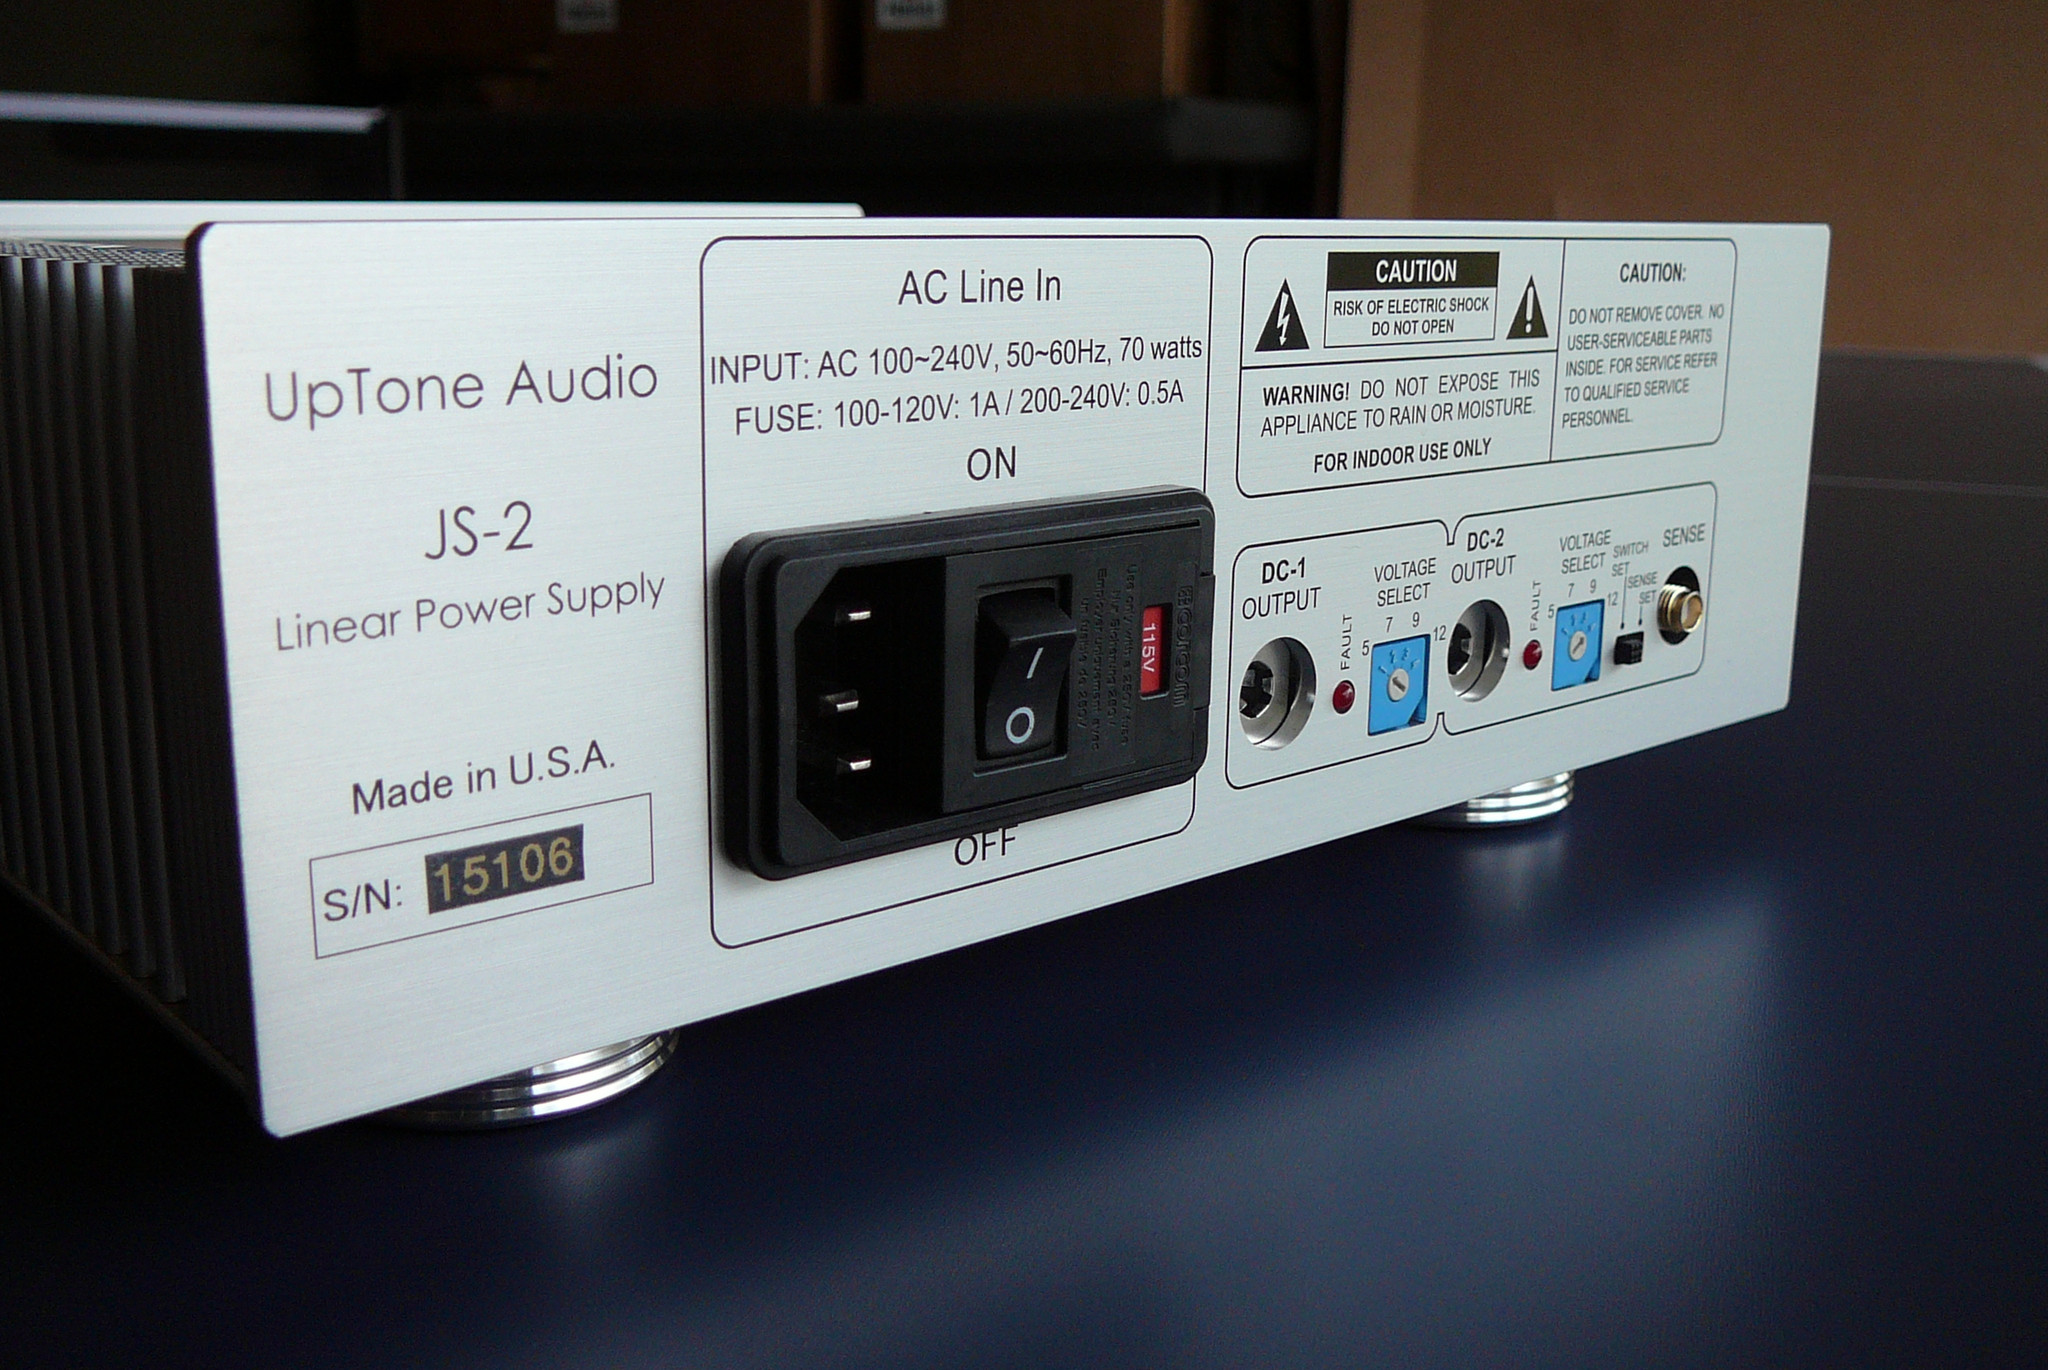 UpTone Audio
JS-2
Linear Power Supply
Made in U.S.A.
S/N: 15106
AC Line In
INPUT: AC 100~240V, 50~60Hz, 70 watts
FUSE: 100-120V: 1A / 200-240V: 0.5A
ON
115V
OFF
CAUTION
RISK OF ELECTRIC SHOCK
DO NOT OPEN
WARNING! DO NOT EXPOSE THIS
APPLIANCE TO RAIN OR MOISTURE.
FOR INDOOR USE ONLY
CAUTION:
DO NOT REMOVE COVER. NO
USER-SERVICEABLE PARTS
INSIDE. FOR SERVICE REFER
TO QUALIFIED SERVICE
PERSONNEL.
DC-1
OUTPUT
FAULT
VOLTAGE
SELECT
5 7 9 12
DC-2
OUTPUT
FAULT
VOLTAGE
SELECT
5 7 9 12
SWITCH
SET
SENSE
SET
SENSE